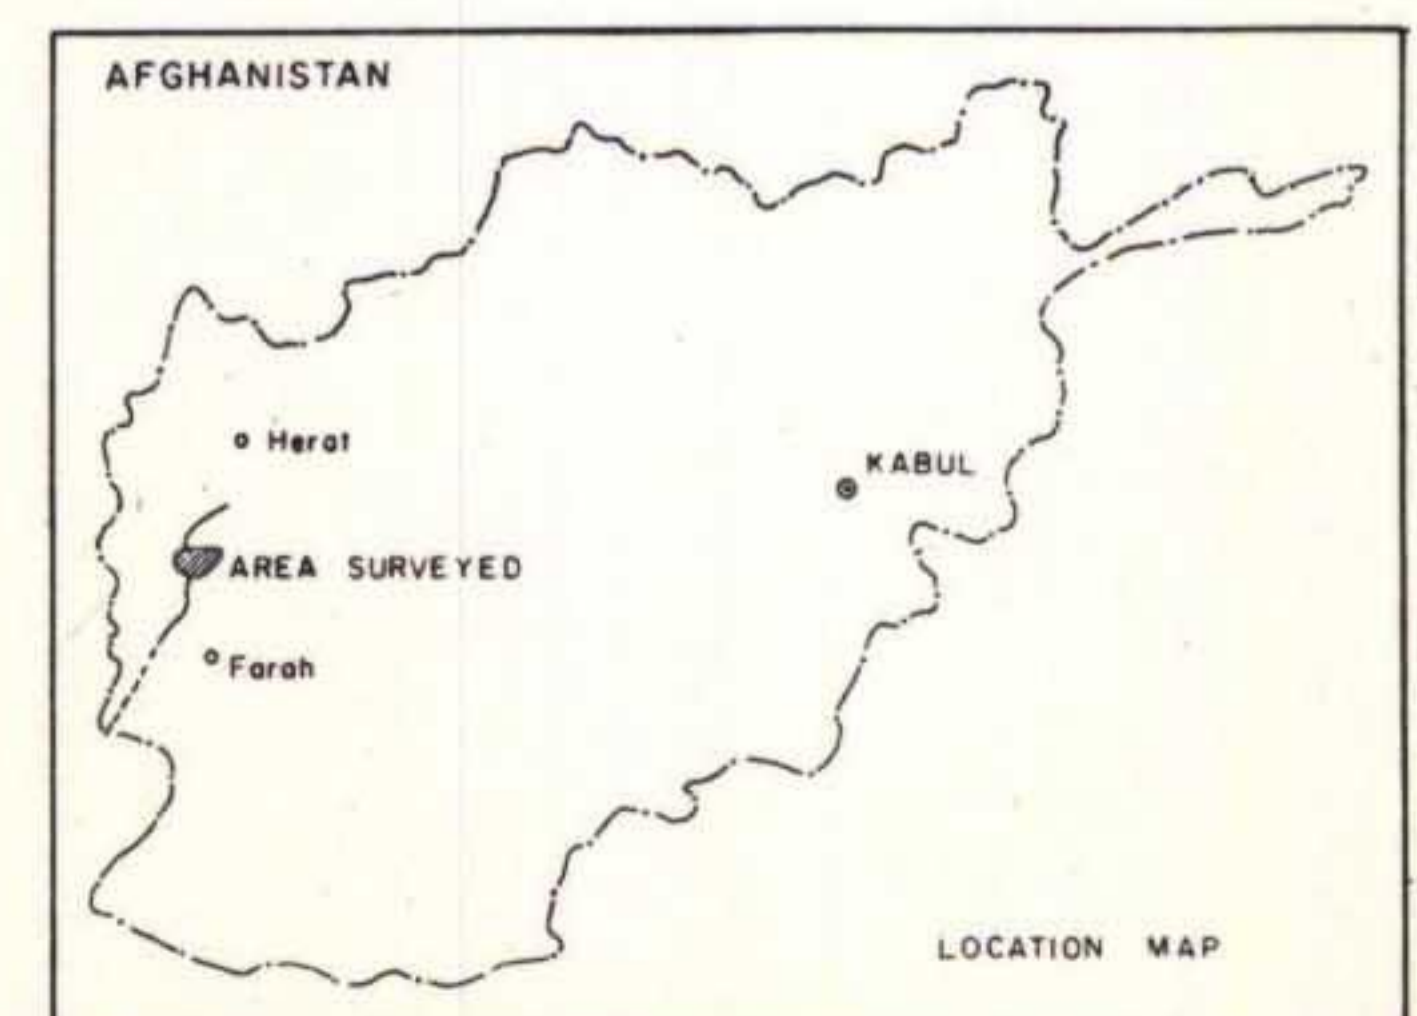 AFGHANISTAN
Herat
KABUL
AREA SURVEYED
Farah
LOCATION MAP